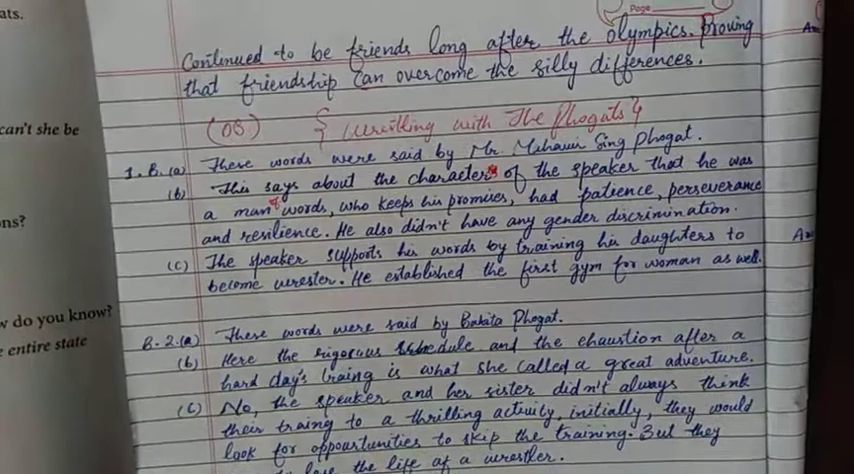 ats.
can't she be
ons?
w do you know?
e entire state
Page
Continued to be friends long after the olympics. Proving
that friendship can overcome the silly differences.
(05) { Wrestling with The Phogats }
1. B. (a) These words were said by Mr. Mahavir Sing Phogat.
(b) This says about the character of the speaker that he was
a man of words, who keeps his promises, had patience, perseverance
and resilience. He also didn't have any gender discrimination.
(c) The speaker supports his words by training his daughters to
become wrester. He established the first gym for woman as well.
B. 2. (a) These words were said by Babita Phogat.
(b) Here the rigorous schedule and the ehaustion after a
hard day's traing is what she called a great adventure.
(c) No, the speaker and her sister didn't always think
their traing to a thrilling activity, initially, they would
look for oppourtunities to skip the training. But they
the life of a wrestler.